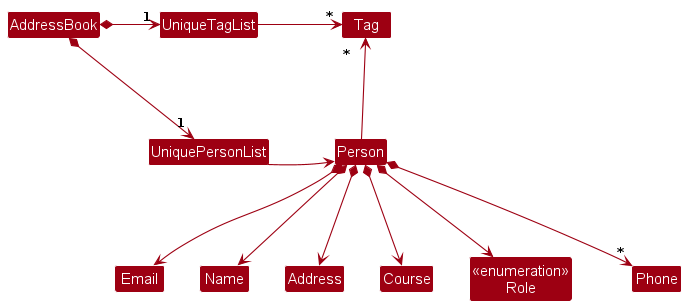 AddressBook
1
UniqueTagList
*
Tag
*
1
UniquePersonList
Person
Email
Name
Address
Course
«enumeration»
Role
*
Phone